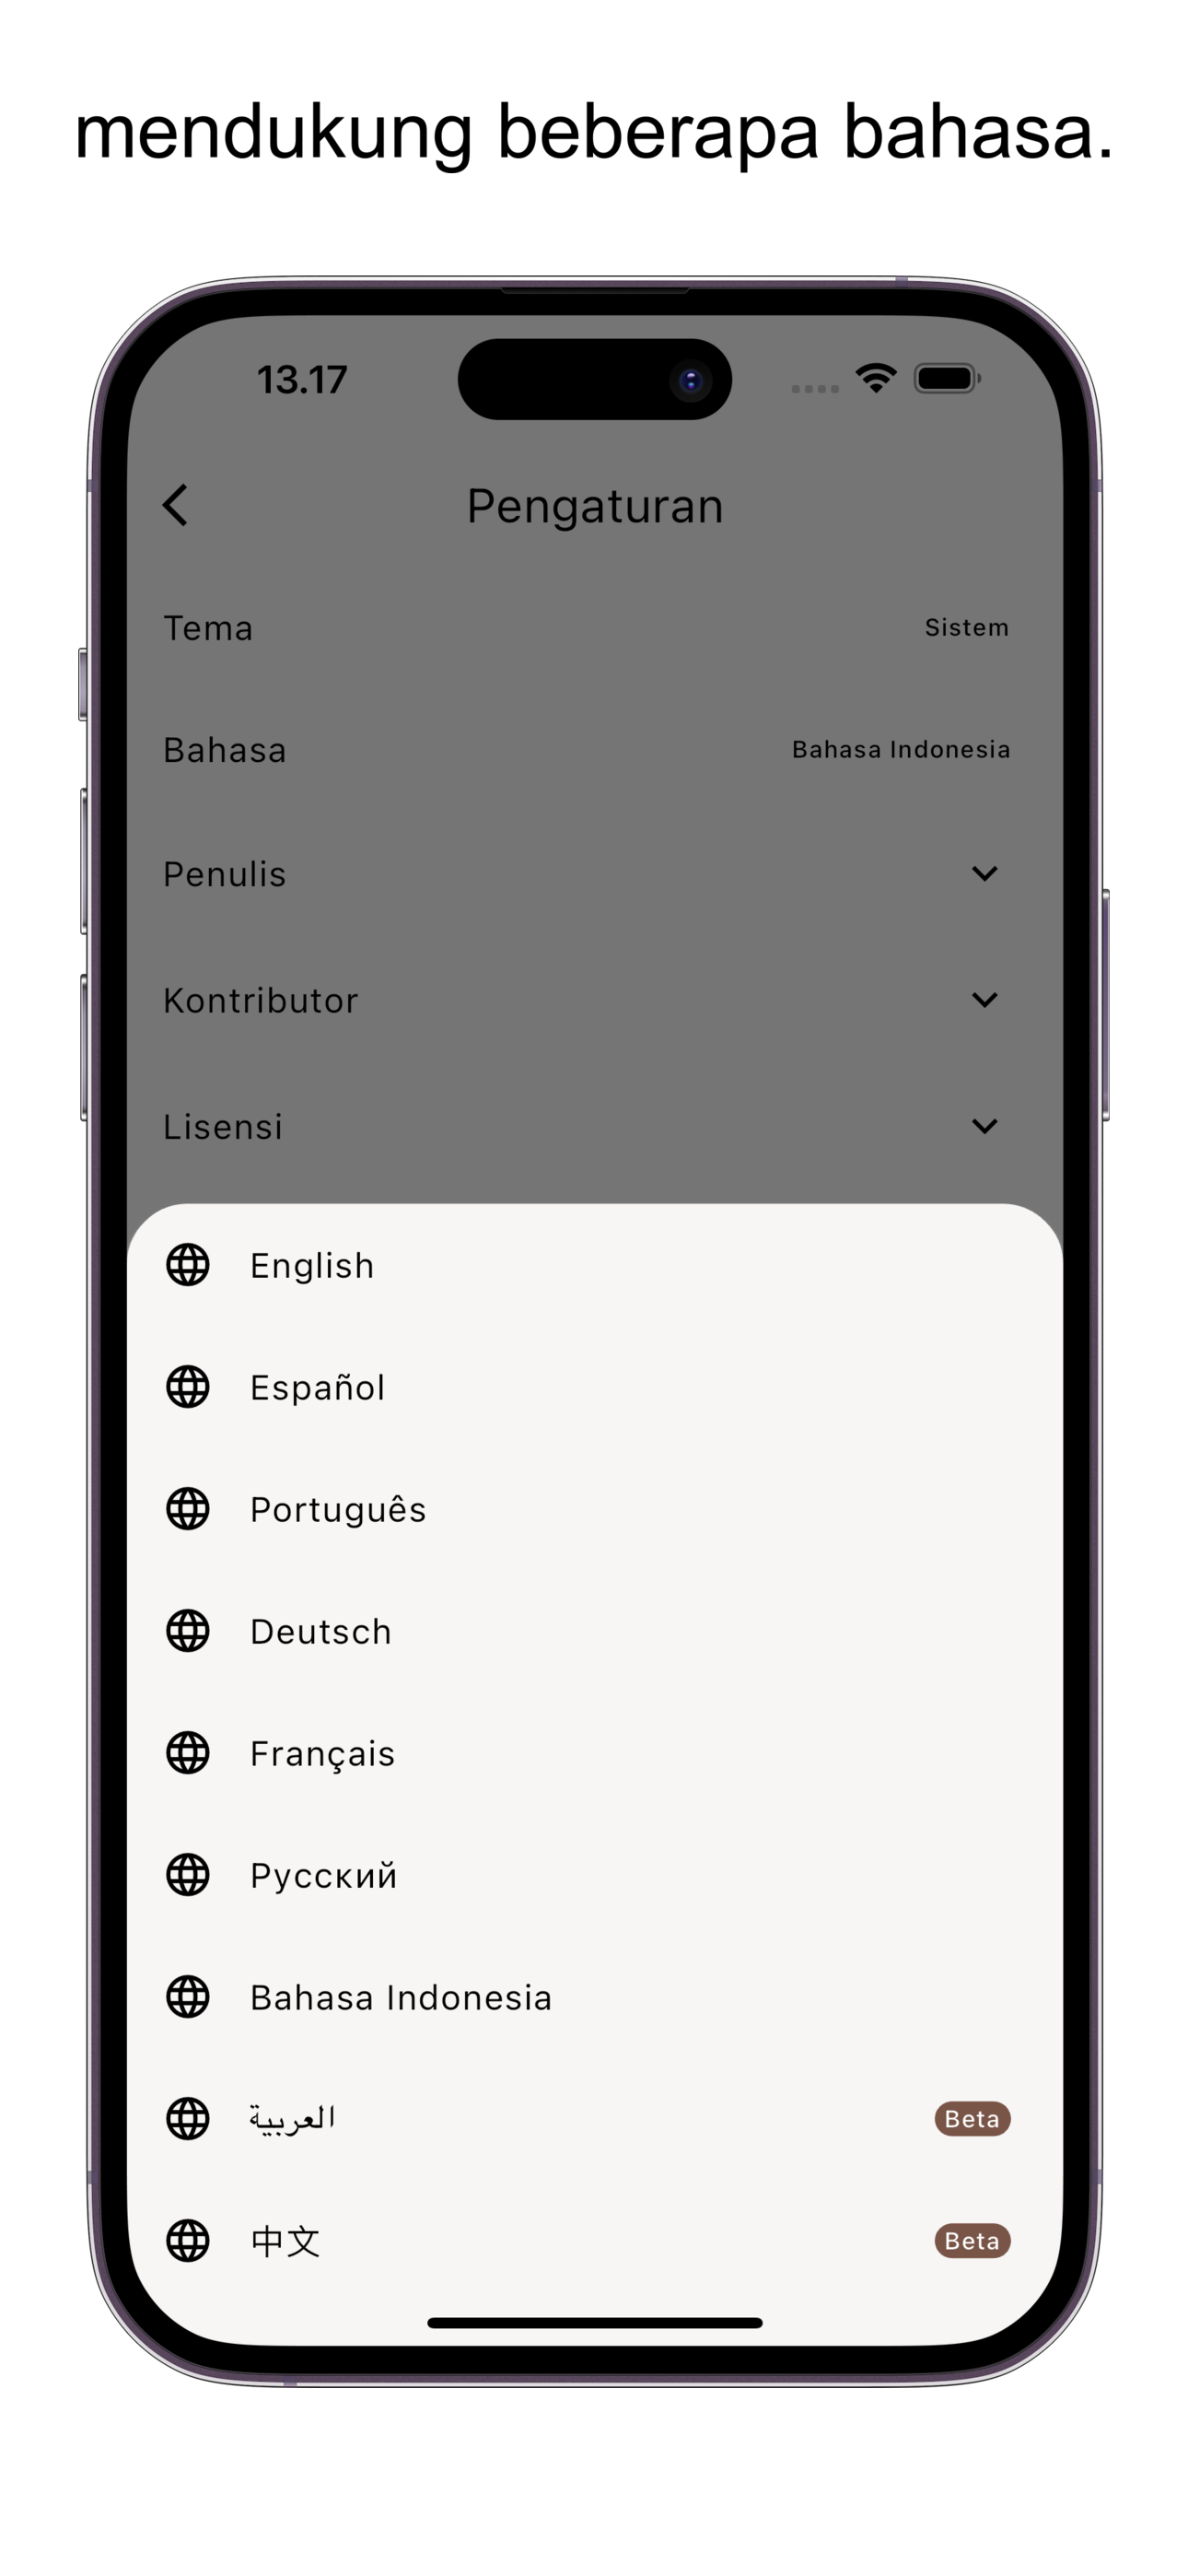 mendukung beberapa bahasa.
13.17
Pengaturan
Tema Sistem
Bahasa Bahasa Indonesia
Penulis
Kontributor
Lisensi
English
Español
Português
Deutsch
Français
Русский
Bahasa Indonesia
العربية Beta
中文 Beta